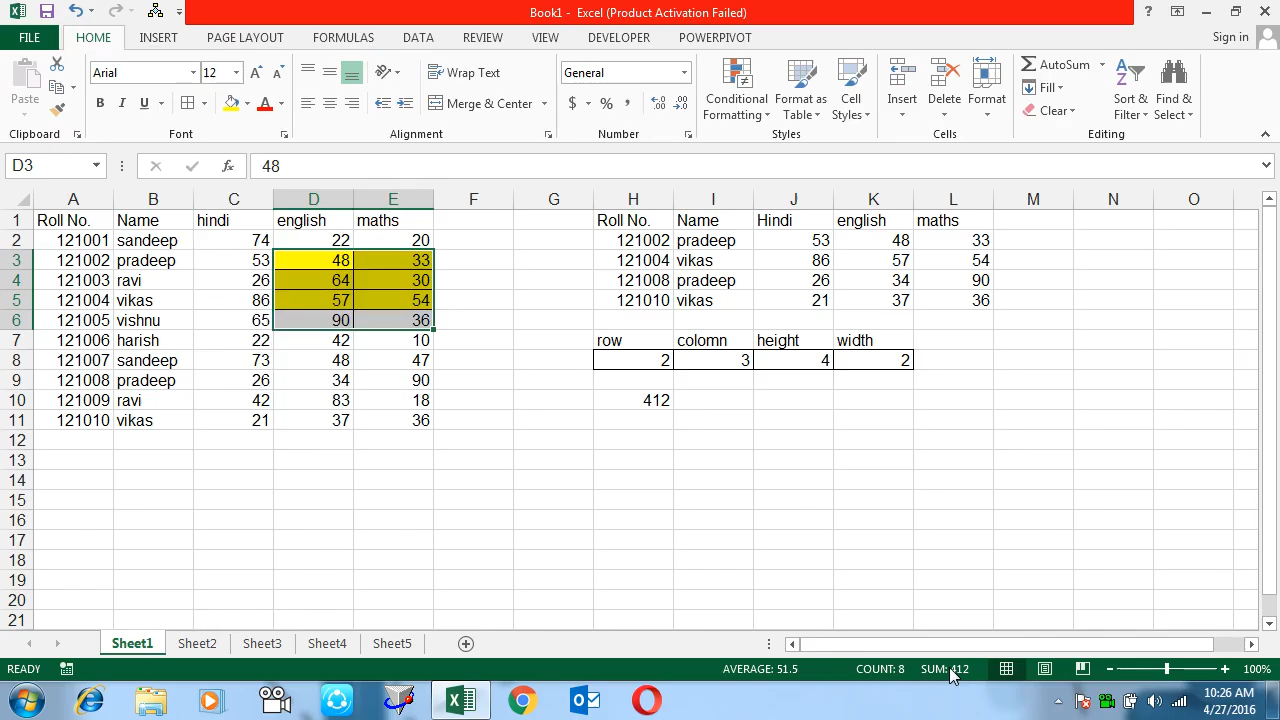 Book1 - Excel (Product Activation Failed)
FILE HOME INSERT PAGE LAYOUT FORMULAS DATA REVIEW VIEW DEVELOPER POWERPIVOT Sign in
Paste
Arial 12
Wrap Text
Merge & Center
General
Conditional Formatting
Format as Table
Cell Styles
Insert Delete Format
AutoSum
Fill
Clear
Sort & Filter
Find & Select
Clipboard Font Alignment Number Styles Cells Editing
D3 fx 48
A B C D E F G H I J K L M N O
1 Roll No. Name hindi english maths Roll No. Name Hindi english maths
2 121001 sandeep 74 22 20 121002 pradeep 53 48 33
3 121002 pradeep 53 48 33 121004 vikas 86 57 54
4 121003 ravi 26 64 30 121008 pradeep 26 34 90
5 121004 vikas 86 57 54 121010 vikas 21 37 36
6 121005 vishnu 65 90 36
7 121006 harish 22 42 10 row colomn height width
8 121007 sandeep 73 48 47 2 3 4 2
9 121008 pradeep 26 34 90
10 121009 ravi 42 83 18 412
11 121010 vikas 21 37 36
12
13
14
15
16
17
18
19
20
21
Sheet1 Sheet2 Sheet3 Sheet4 Sheet5
READY AVERAGE: 51.5 COUNT: 8 SUM: 412 100%
10:26 AM
4/27/2016